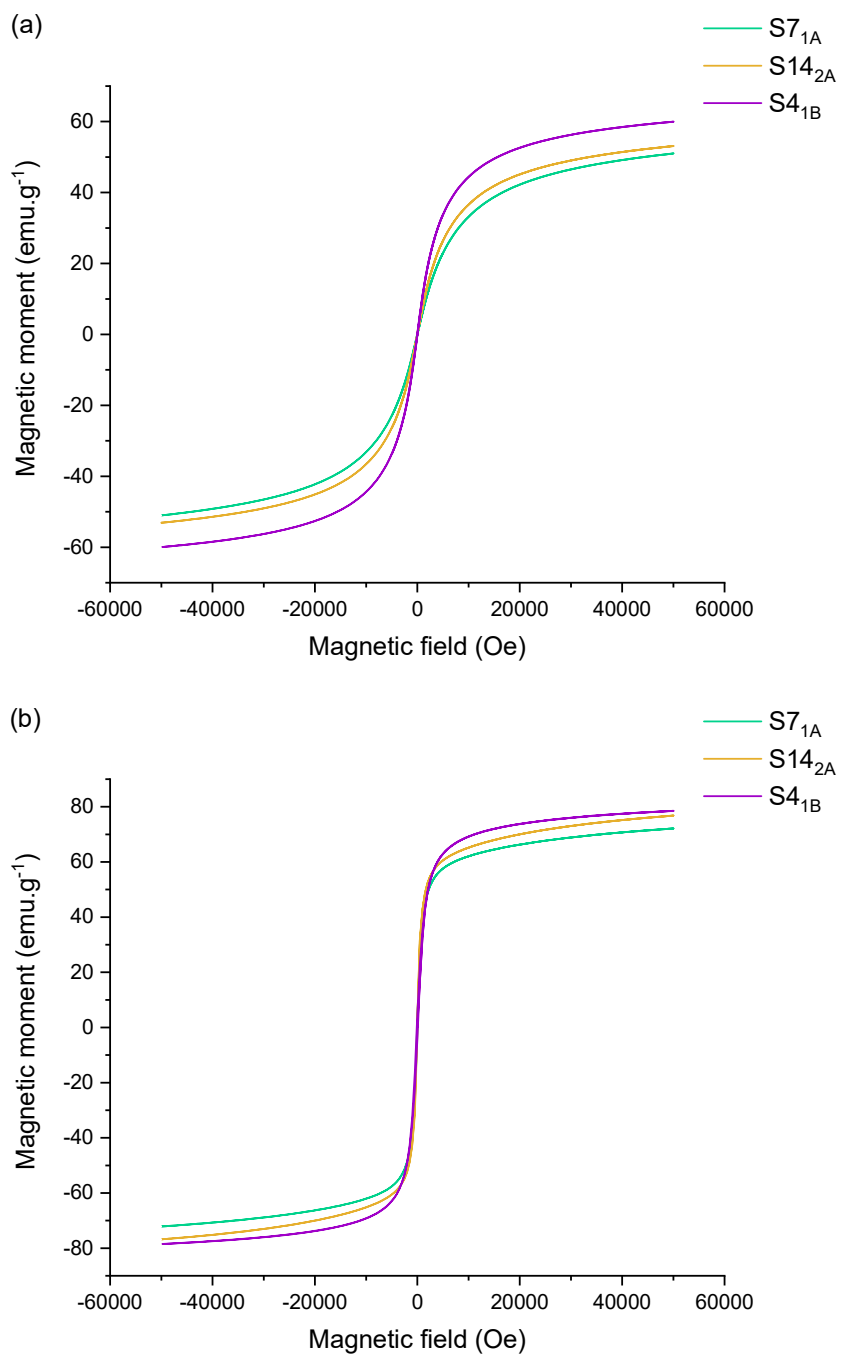 (a)
S7₁ₐ
S14₂ₐ
S4₁B
60
40
20
0
-20
-40
-60
Magnetic moment (emu.g⁻¹)
-60000 -40000 -20000 0 20000 40000 60000
Magnetic field (Oe)
(b)
S7₁ₐ
S14₂ₐ
S4₁B
80
60
40
20
0
-20
-40
-60
-80
Magnetic moment (emu.g⁻¹)
-60000 -40000 -20000 0 20000 40000 60000
Magnetic field (Oe)